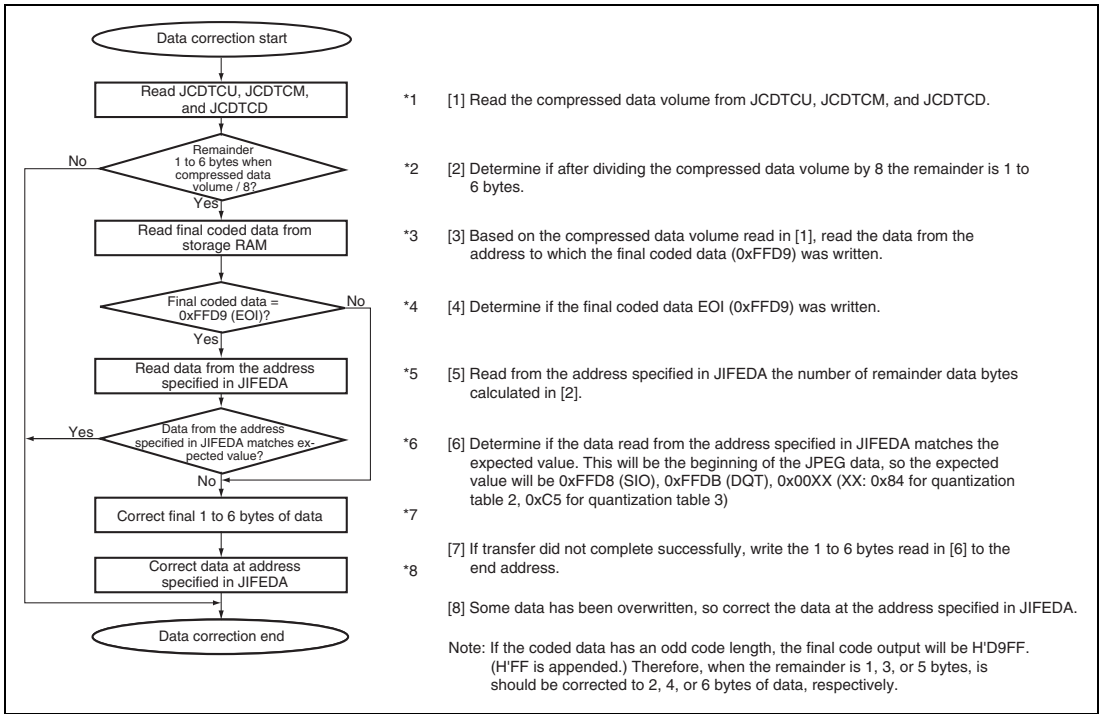 Data correction start
Read JCDTCU, JCDTCM,
and JCDTCD
*1 [1] Read the compressed data volume from JCDTCU, JCDTCM, and JCDTCD.
Remainder
1 to 6 bytes when
compressed data
volume / 8?
No
Yes
*2 [2] Determine if after dividing the compressed data volume by 8 the remainder is 1 to
6 bytes.
Read final coded data from
storage RAM
*3 [3] Based on the compressed data volume read in [1], read the data from the
address to which the final coded data (0xFFD9) was written.
Final coded data =
0xFFD9 (EOI)?
No
Yes
*4 [4] Determine if the final coded data EOI (0xFFD9) was written.
Read data from the address
specified in JIFEDA
*5 [5] Read from the address specified in JIFEDA the number of remainder data bytes
calculated in [2].
Data from the address
specified in JIFEDA matches ex-
pected value?
Yes
No
*6 [6] Determine if the data read from the address specified in JIFEDA matches the
expected value. This will be the beginning of the JPEG data, so the expected
value will be 0xFFD8 (SIO), 0xFFDB (DQT), 0x00XX (XX: 0x84 for quantization
table 2, 0xC5 for quantization table 3)
Correct final 1 to 6 bytes of data
*7
[7] If transfer did not complete successfully, write the 1 to 6 bytes read in [6] to the
end address.
Correct data at address
specified in JIFEDA
*8
[8] Some data has been overwritten, so correct the data at the address specified in JIFEDA.
Data correction end
Note: If the coded data has an odd code length, the final code output will be H'D9FF.
(H'FF is appended.) Therefore, when the remainder is 1, 3, or 5 bytes, is
should be corrected to 2, 4, or 6 bytes of data, respectively.